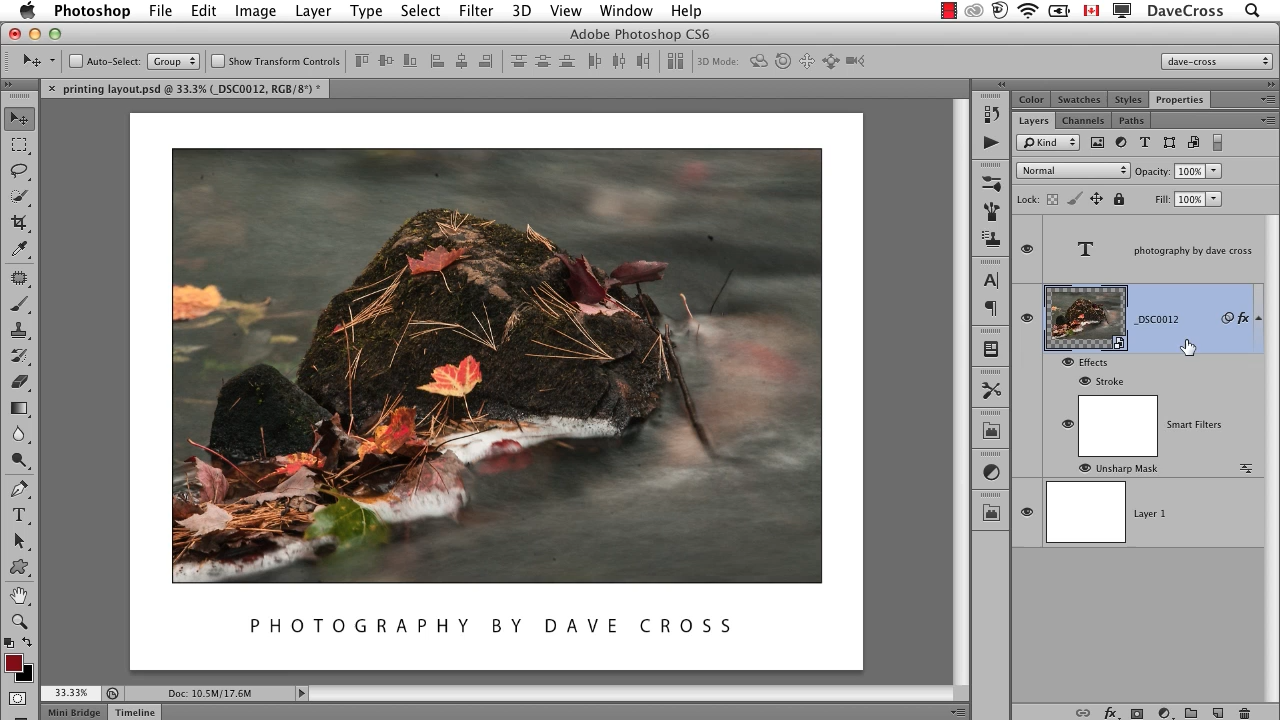 Photoshop File Edit Image Layer Type Select Filter 3D View Window Help DaveCross
Adobe Photoshop CS6
Auto-Select: Group Show Transform Controls 3D Mode: dave-cross
× printing layout.psd @ 33.3% (_DSC0012, RGB/8*) *
Color Swatches Styles Properties
Layers Channels Paths
Kind
Normal Opacity: 100%
Lock: Fill: 100%
T photography by dave cross
_DSC0012 fx
Effects
Stroke
Smart Filters
Unsharp Mask
Layer 1
PHOTOGRAPHY BY DAVE CROSS
33.33% Doc: 10.5M/17.6M
Mini Bridge Timeline fx